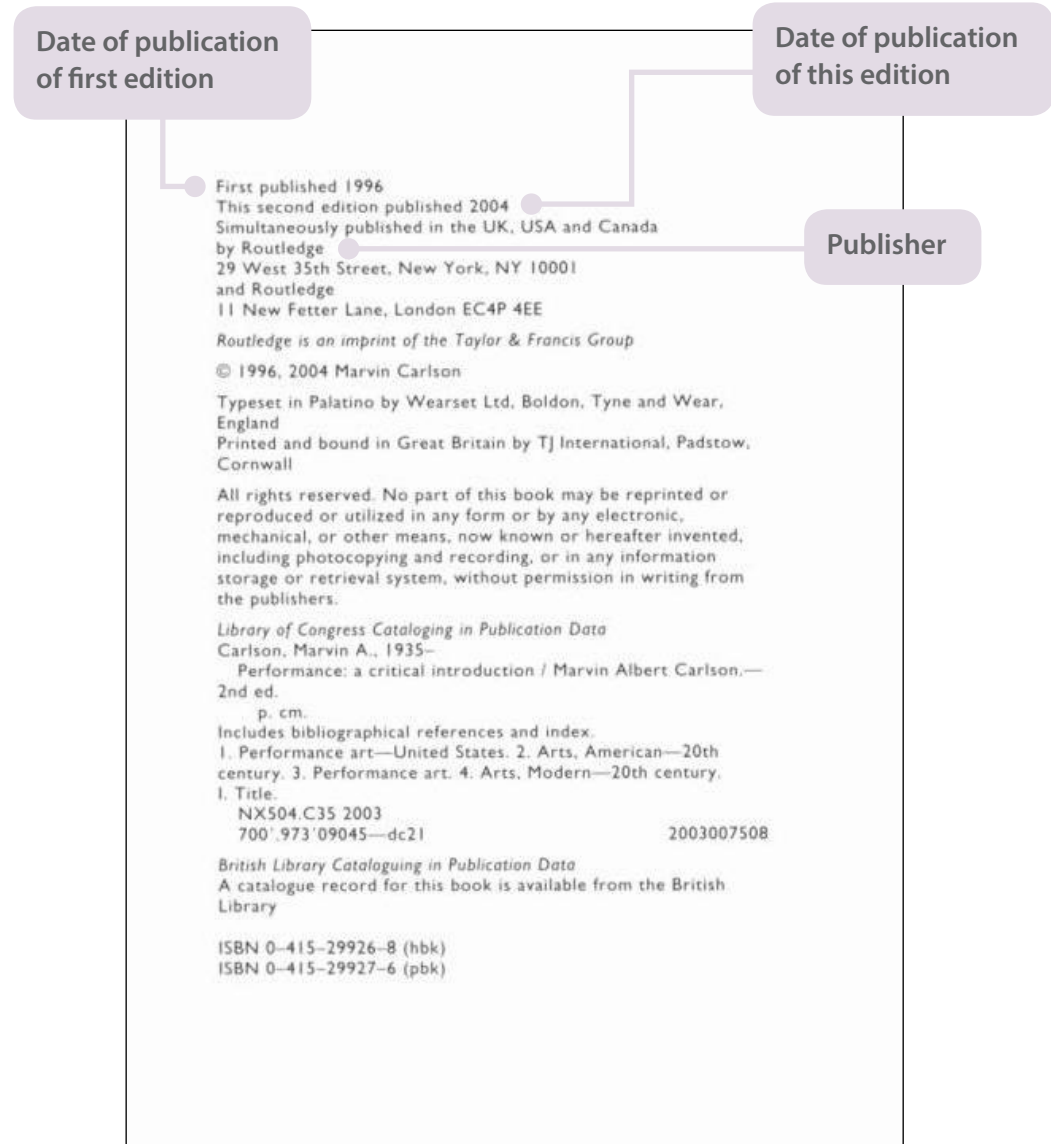 Date of publication
of first edition
Date of publication
of this edition
First published 1996
This second edition published 2004
Simultaneously published in the UK, USA and Canada
by Routledge
Publisher
29 West 35th Street, New York, NY 10001
and Routledge
11 New Fetter Lane, London EC4P 4EE
Routledge is an imprint of the Taylor & Francis Group
© 1996, 2004 Marvin Carlson
Typeset in Palatino by Wearset Ltd, Boldon, Tyne and Wear,
England
Printed and bound in Great Britain by TJ International, Padstow,
Cornwall
All rights reserved. No part of this book may be reprinted or
reproduced or utilized in any form or by any electronic,
mechanical, or other means, now known or hereafter invented,
including photocopying and recording, or in any information
storage or retrieval system, without permission in writing from
the publishers.
Library of Congress Cataloging in Publication Data
Carlson, Marvin A., 1935–
Performance: a critical introduction / Marvin Albert Carlson.—
2nd ed.
p. cm.
Includes bibliographical references and index.
1. Performance art—United States. 2. Arts, American—20th
century. 3. Performance art. 4. Arts, Modern—20th century.
I. Title.
NX504.C35 2003
700'.973'09045—dc21 2003007508
British Library Cataloguing in Publication Data
A catalogue record for this book is available from the British
Library
ISBN 0–415–29926–8 (hbk)
ISBN 0–415–29927–6 (pbk)